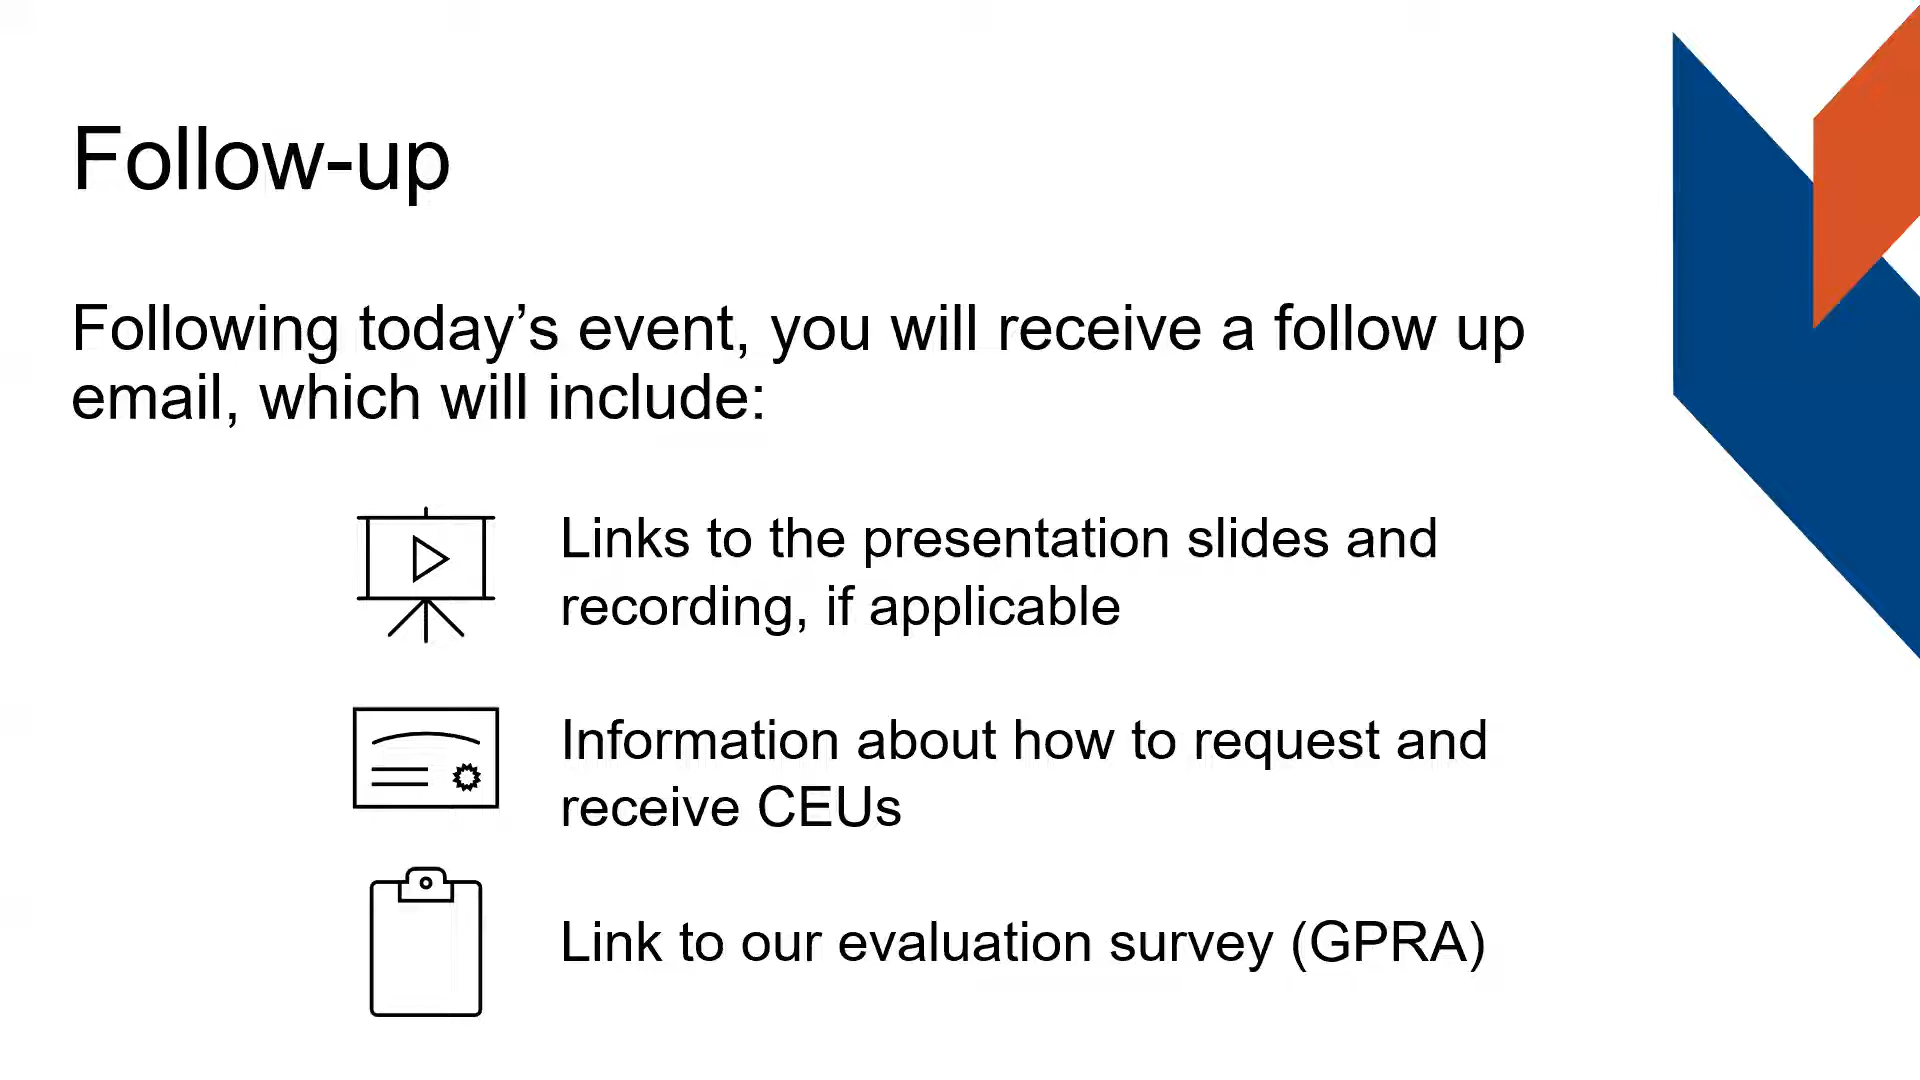 Follow-up
Following today’s event, you will receive a follow up
email, which will include:
Links to the presentation slides and
recording, if applicable
Information about how to request and
receive CEUs
Link to our evaluation survey (GPRA)